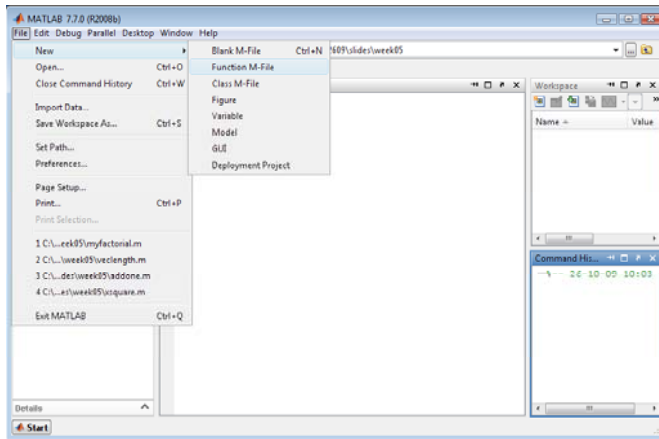 MATLAB 7.7.0 (R2008b)
File Edit Debug Parallel Desktop Window Help
New
Open... Ctrl+O
Close Command History Ctrl+W
Import Data...
Save Workspace As... Ctrl+S
Set Path...
Preferences...
Page Setup...
Print... Ctrl+P
Print Selection...
1 C:\...eek05\myfactorial.m
2 C:\...\week05\veclength.m
3 C:\...des\week05\addone.m
4 C:\...es\week05\xsquare.m
Exit MATLAB Ctrl+Q
Blank M-File Ctrl+N
Function M-File
Class M-File
Figure
Variable
Model
GUI
Deployment Project
609\slides\week05
Workspace
Name Value
Command His...
26-10-09 10:03
Details
Start